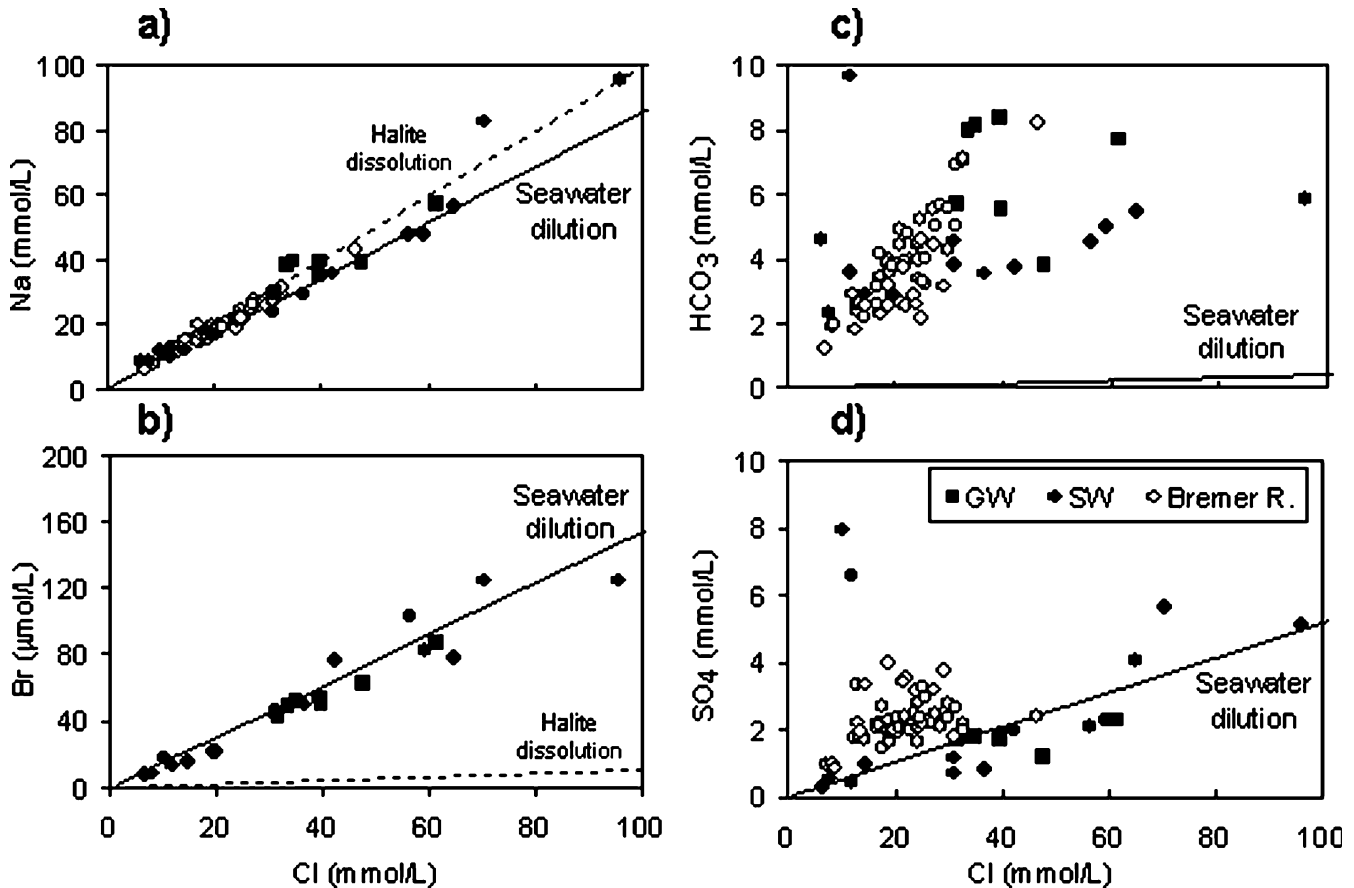 a)
100
80
60
40
20
0
Na (mmol/L)
Halite
dissolution
Seawater
dilution
b)
200
160
120
80
40
0
Br (µmol/L)
Seawater
dilution
Halite
dissolution
0 20 40 60 80 100
Cl (mmol/L)
c)
10
8
6
4
2
0
HCO3 (mmol/L)
Seawater
dilution
d)
10
8
6
4
2
0
SO4 (mmol/L)
GW SW Bremer R.
Seawater
dilution
0 20 40 60 80 100
Cl (mmol/L)